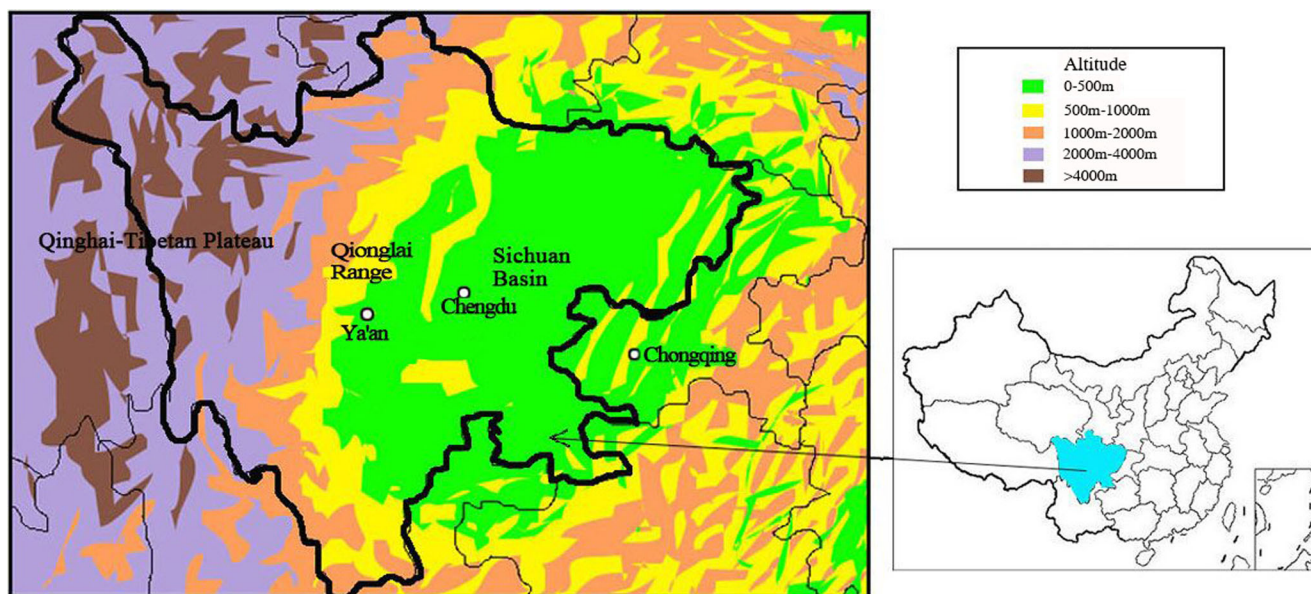 Altitude
0-500m
500m-1000m
1000m-2000m
2000m-4000m
>4000m
Qinghai-Tibetan Plateau
Qionglai
Range
Sichuan
Basin
Chengdu
Ya'an
Chongqing